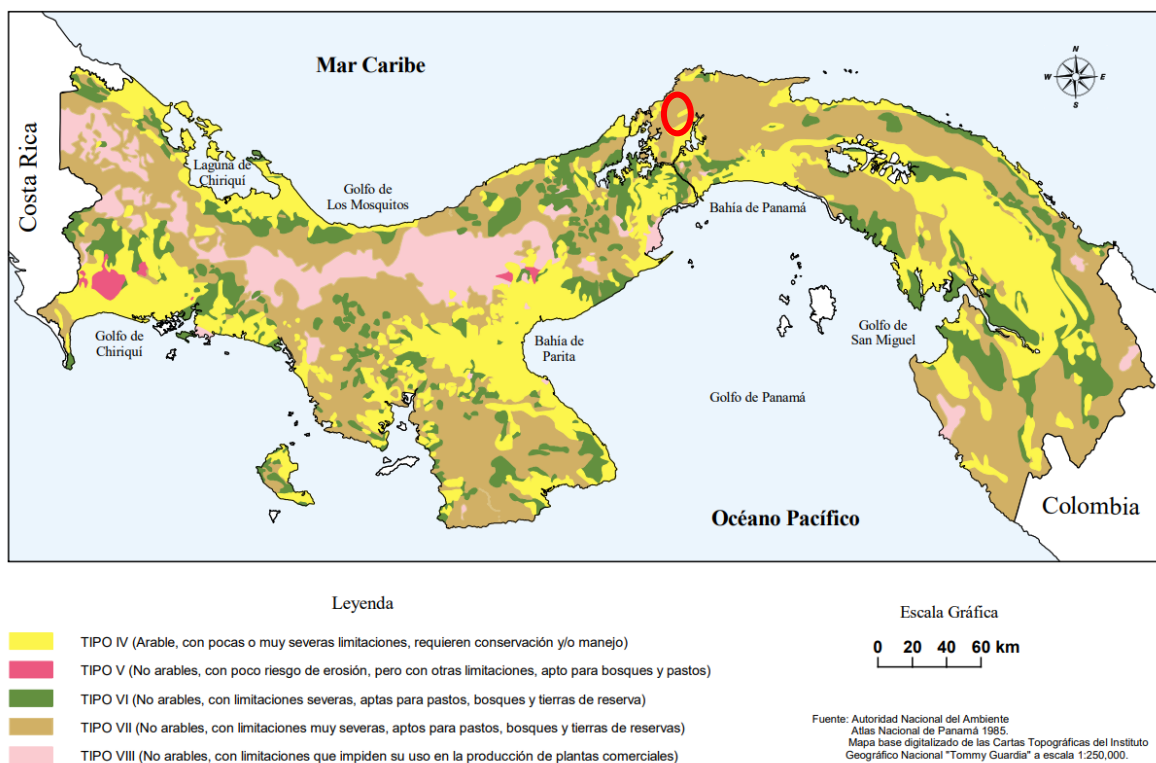 Mar Caribe
N
W
E
S
Costa Rica
Laguna de
Chiriquí
Golfo de
Los Mosquitos
Bahía de Panamá
Golfo de
Chiriquí
Bahía de
Parita
Golfo de
San Miguel
Golfo de Panamá
Colombia
Océano Pacífico
Leyenda
TIPO IV (Arable, con pocas o muy severas limitaciones, requieren conservación y/o manejo)
TIPO V (No arables, con poco riesgo de erosión, pero con otras limitaciones, apto para bosques y pastos)
TIPO VI (No arables, con limitaciones severas, aptas para pastos, bosques y tierras de reserva)
TIPO VII (No arables, con limitaciones muy severas, aptos para pastos, bosques y tierras de reservas)
TIPO VIII (No arables, con limitaciones que impiden su uso en la producción de plantas comerciales)
Escala Gráfica
0 20 40 60 km
Fuente: Autoridad Nacional del Ambiente
Atlas Nacional de Panamá 1985.
Mapa base digitalizado de las Cartas Topográficas del Instituto
Geográfico Nacional "Tommy Guardia" a escala 1:250,000.